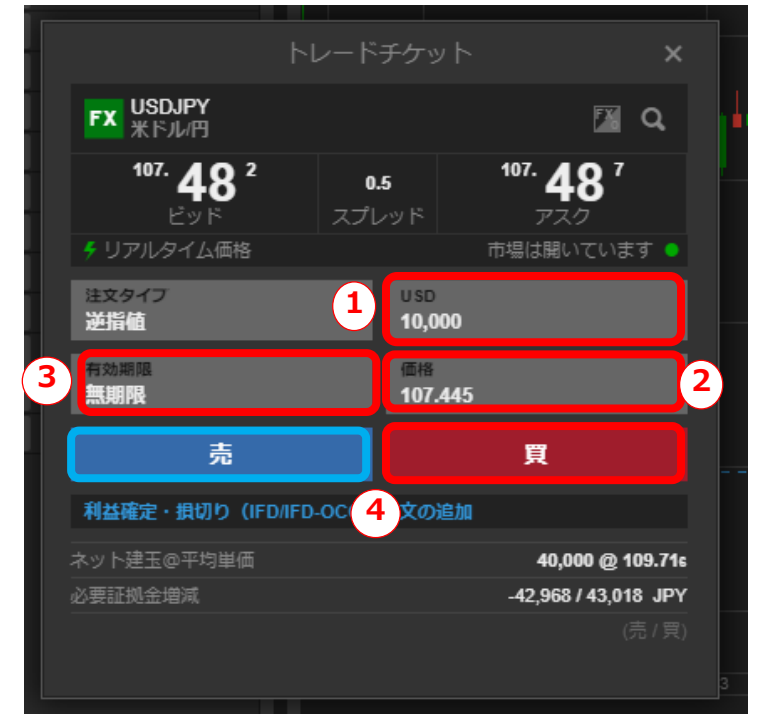 トレードチケット ×
FX USDJPY
米ドル/円
107. 48 2 0.5 107. 48 7
ビッド スプレッド アスク
リアルタイム価格 市場は開いています
注文タイプ 1 USD
逆指値 10,000
3 有効期限 価格 2
無期限 107.445
売 買
利益確定・損切り（IFD/IFD-OC 4 文の追加
ネット建玉@平均単価 40,000 @ 109.71
必要証拠金増減 -42,968 / 43,018 JPY
(売 / 買)
3